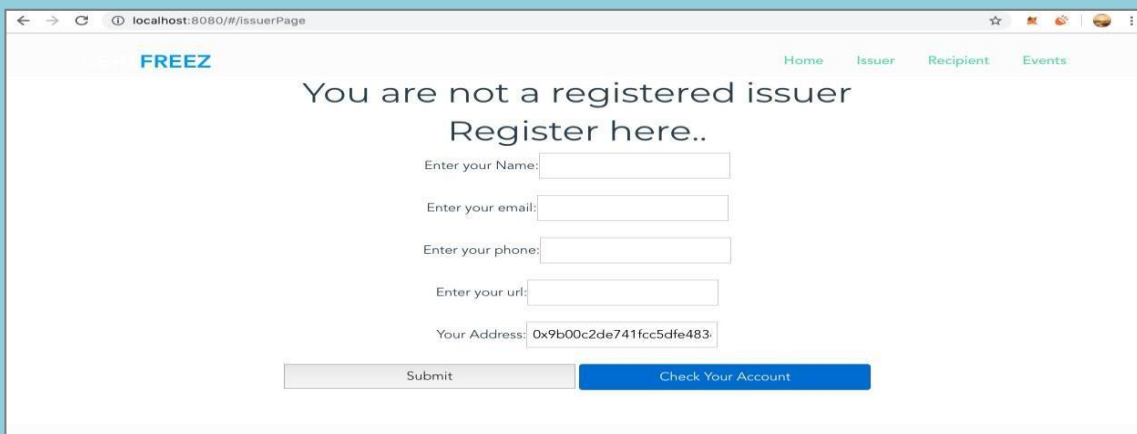 localhost:8080/#/issuerPage
FREEZ Home Issuer Recipient Events
You are not a registered issuer
Register here..
Enter your Name:
Enter your email:
Enter your phone:
Enter your url:
Your Address: 0x9b00c2de741fcc5dfe483
Submit Check Your Account